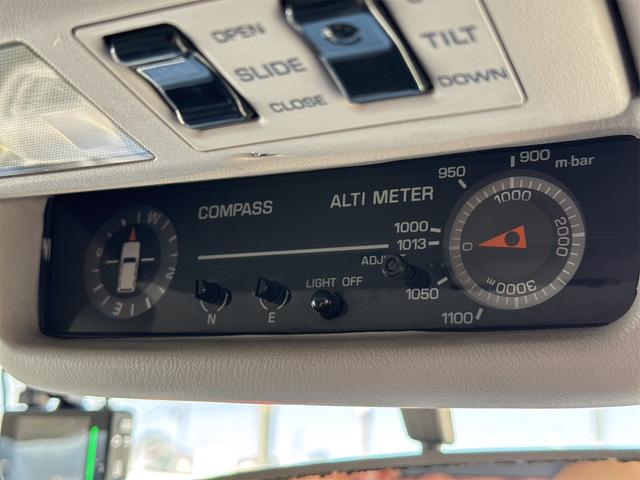 OPEN
SLIDE
CLOSE
TILT
DOWN
COMPASS
W
N
E
N
E
LIGHT OFF
ALTI METER
ADJ
900 m·bar
950
1000
1013
1050
1100
0
1000
2000
3000
m